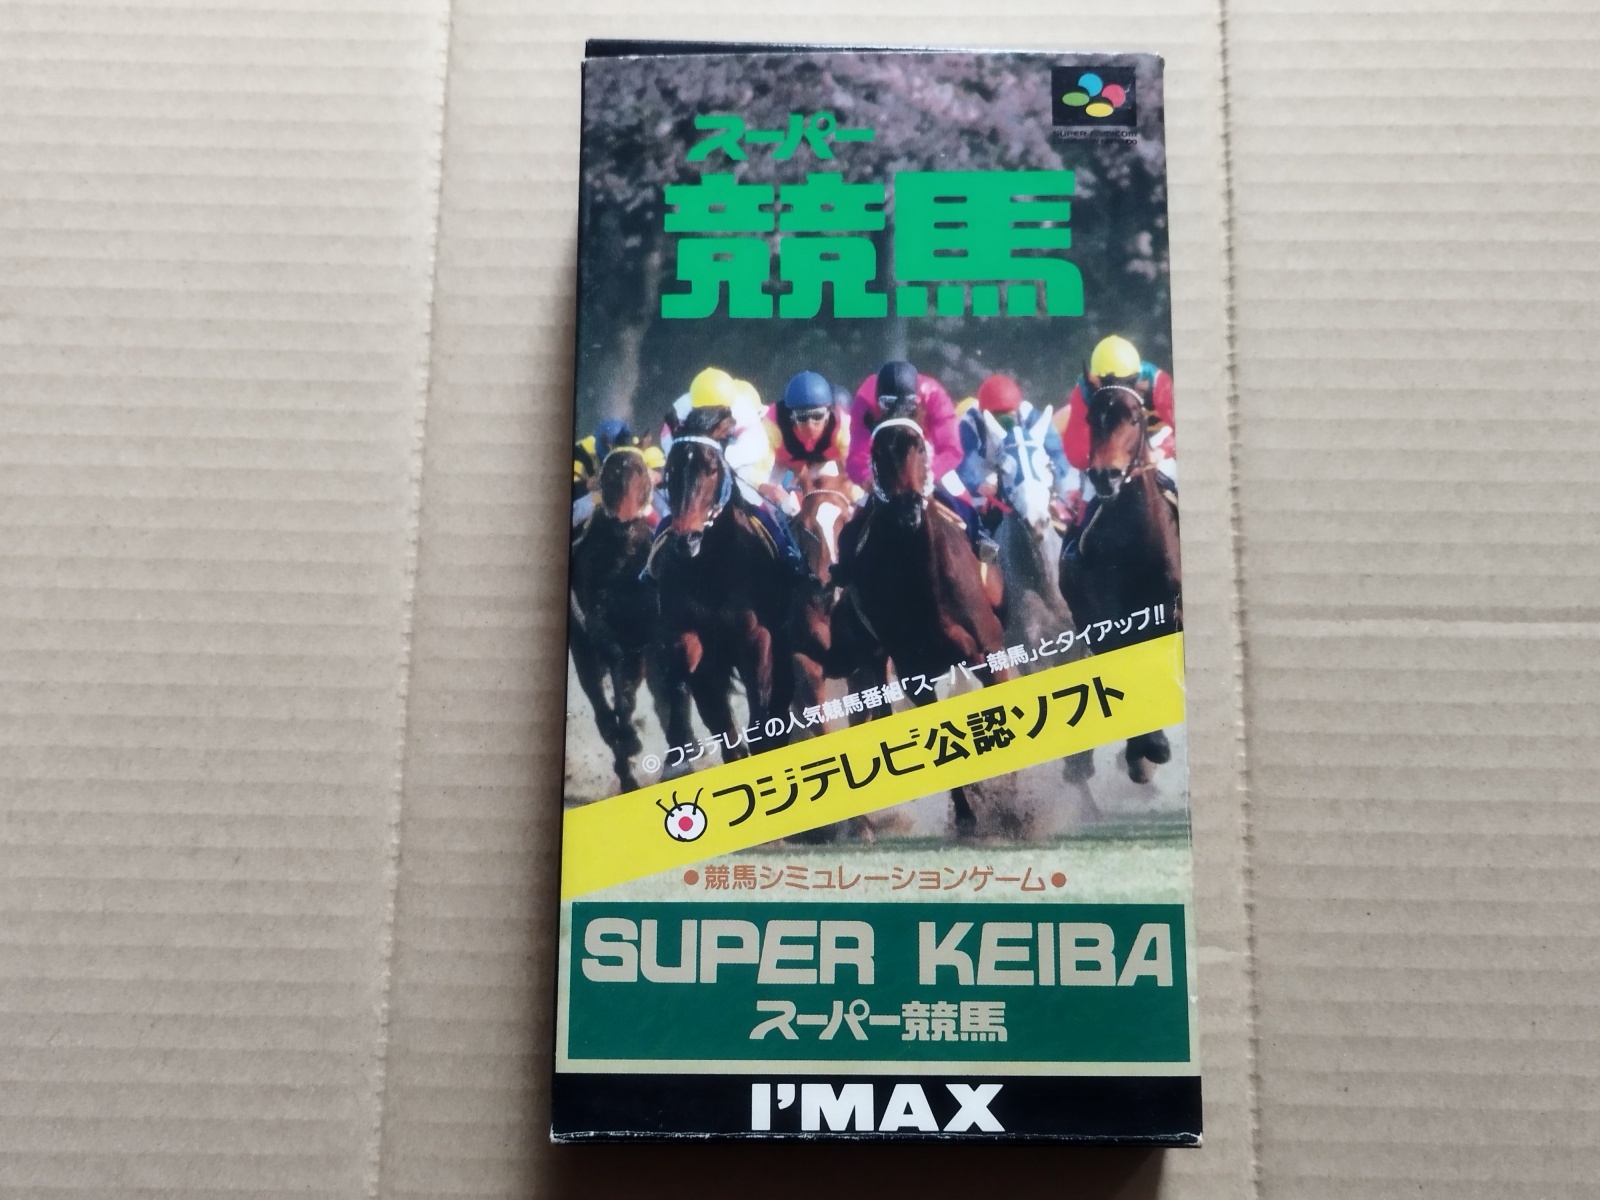 SUPER FAMICOM
スーパー
競馬
◎フジテレビの人気競馬番組「スーパー競馬」とタイアップ!!
フジテレビ公認ソフト
●競馬シミュレーションゲーム●
SUPER KEIBA
スーパー競馬
I'MAX